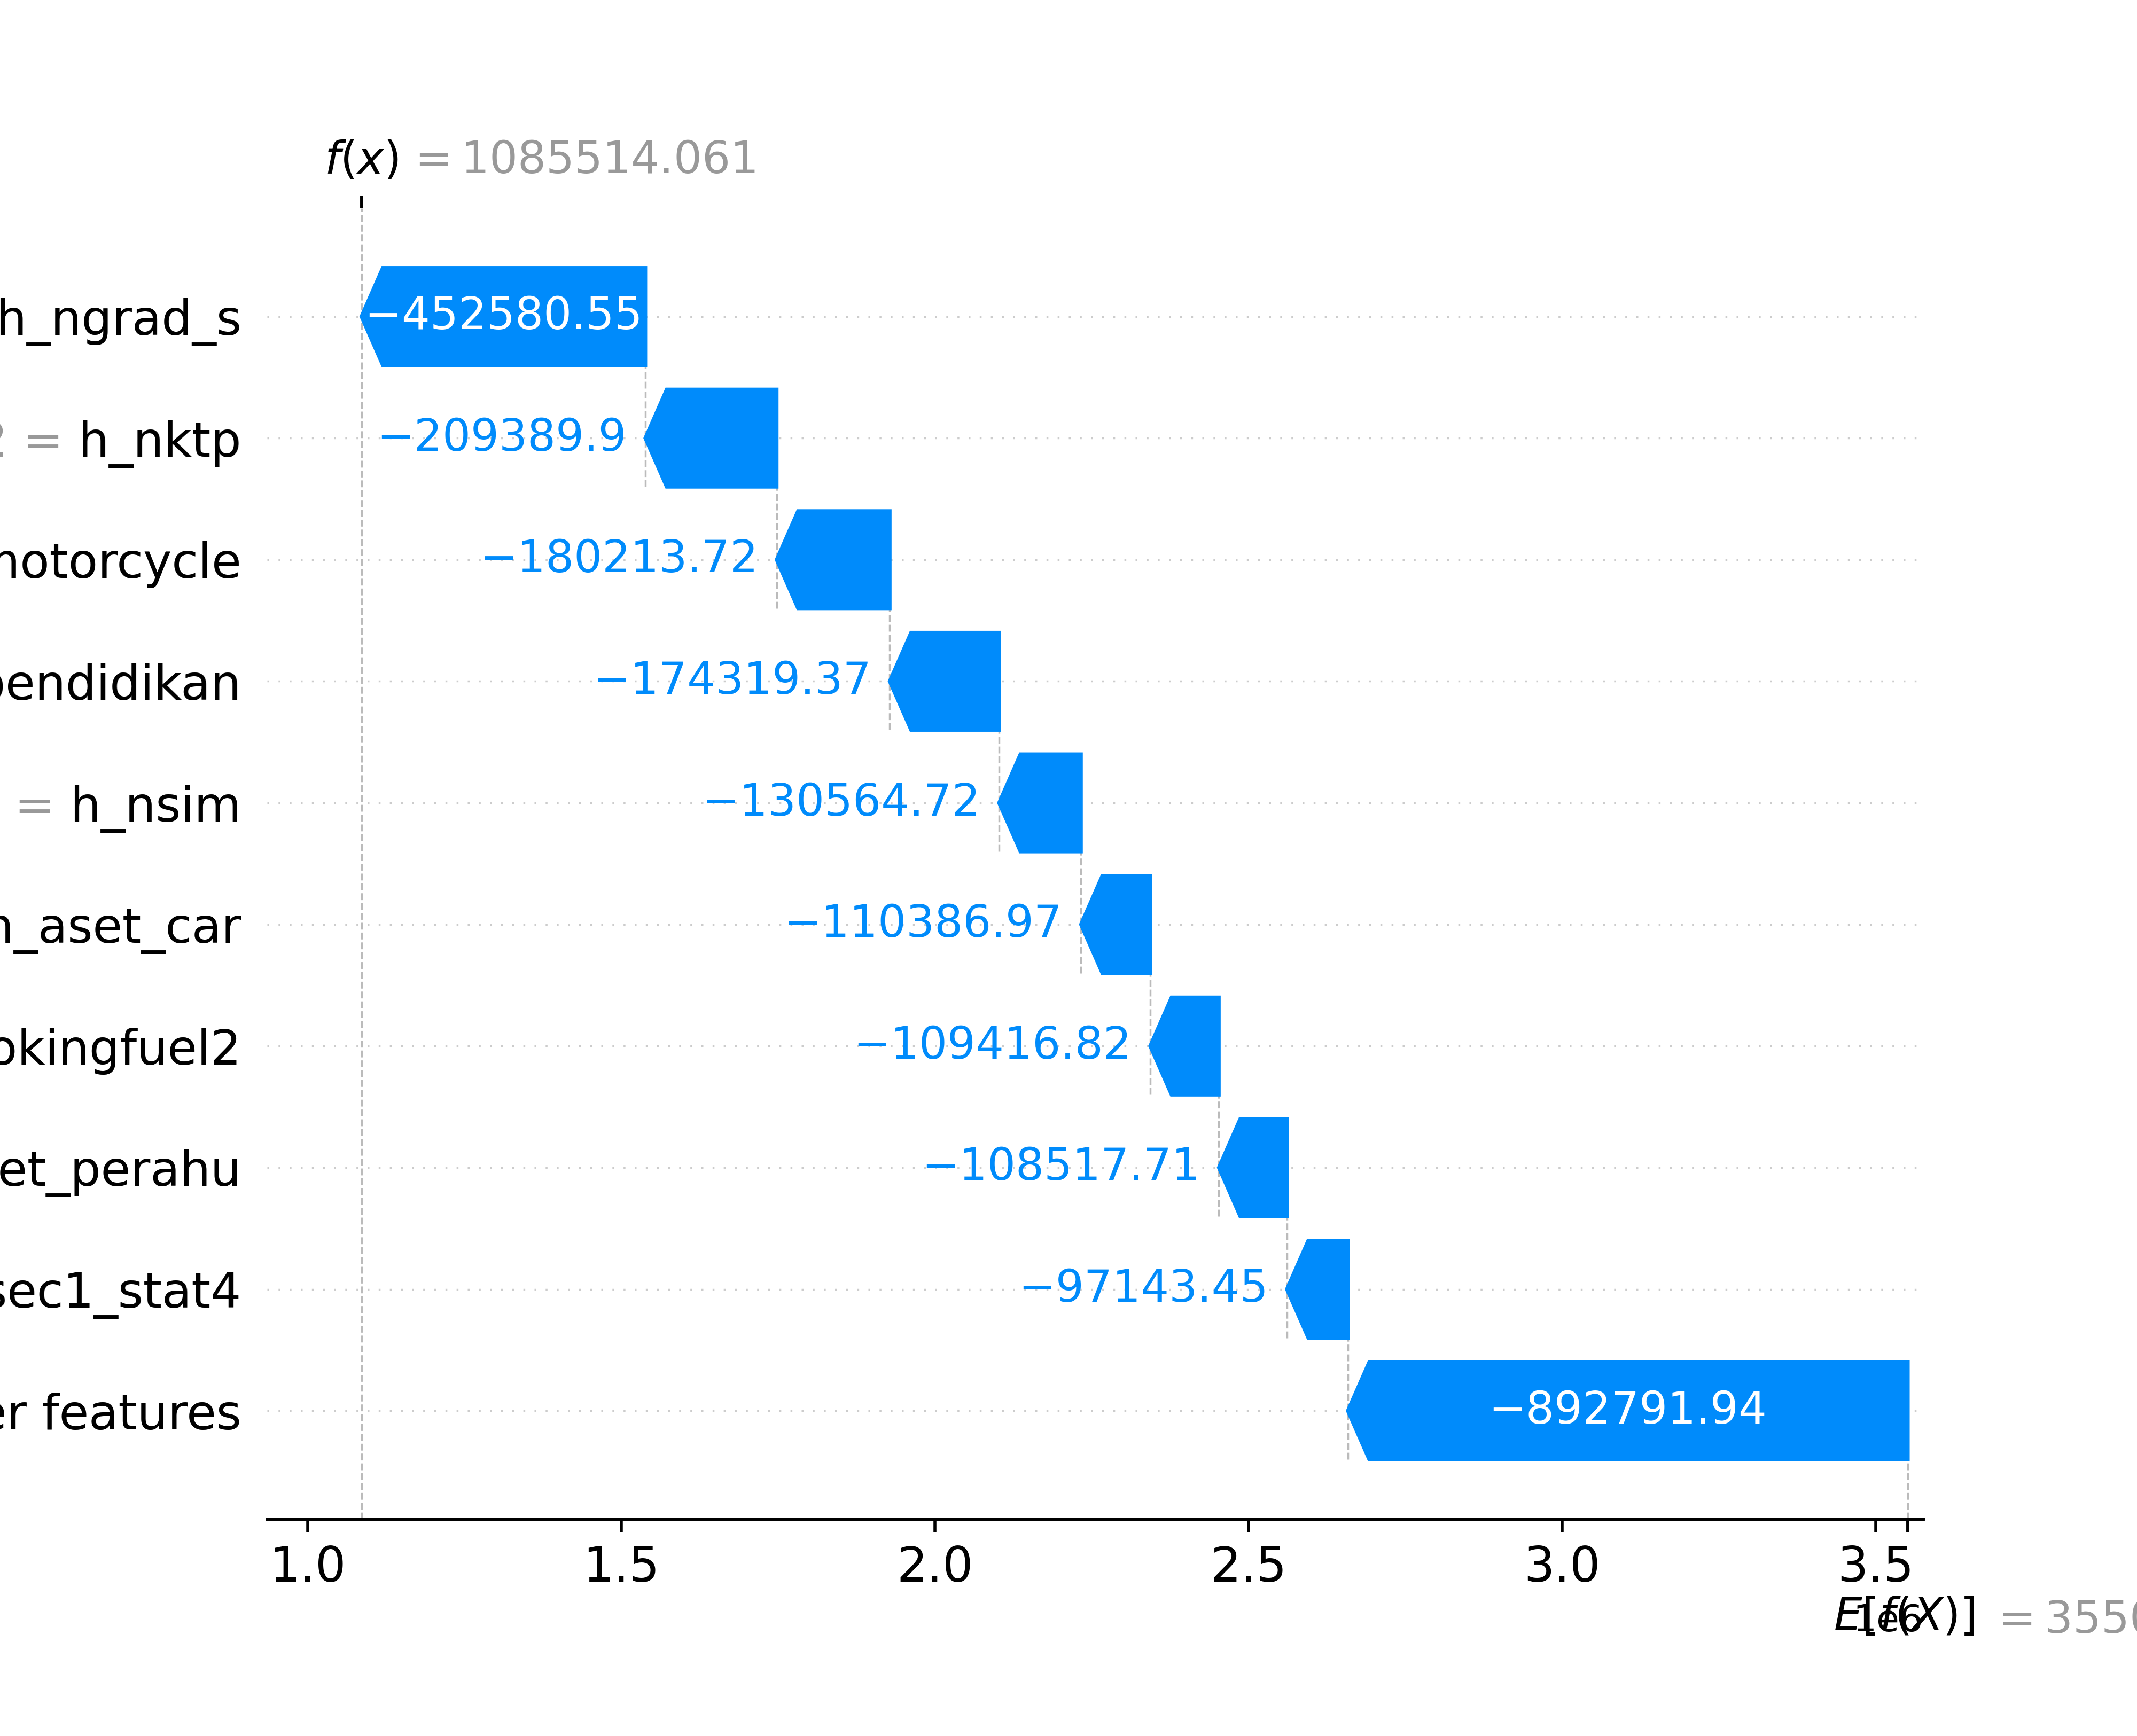 f(x) = 1085514.061
h_ngrad_s −452580.55
= h_nktp −209389.9
motorcycle −180213.72
pendidikan −174319.37
= h_nsim −130564.72
_aset_car −110386.97
okingfuel2 −109416.82
et_perahu −108517.71
sec1_stat4 −97143.45
er features −892791.94
1.0 1.5 2.0 2.5 3.0 3.5
1e6
E[f(X)] = 355